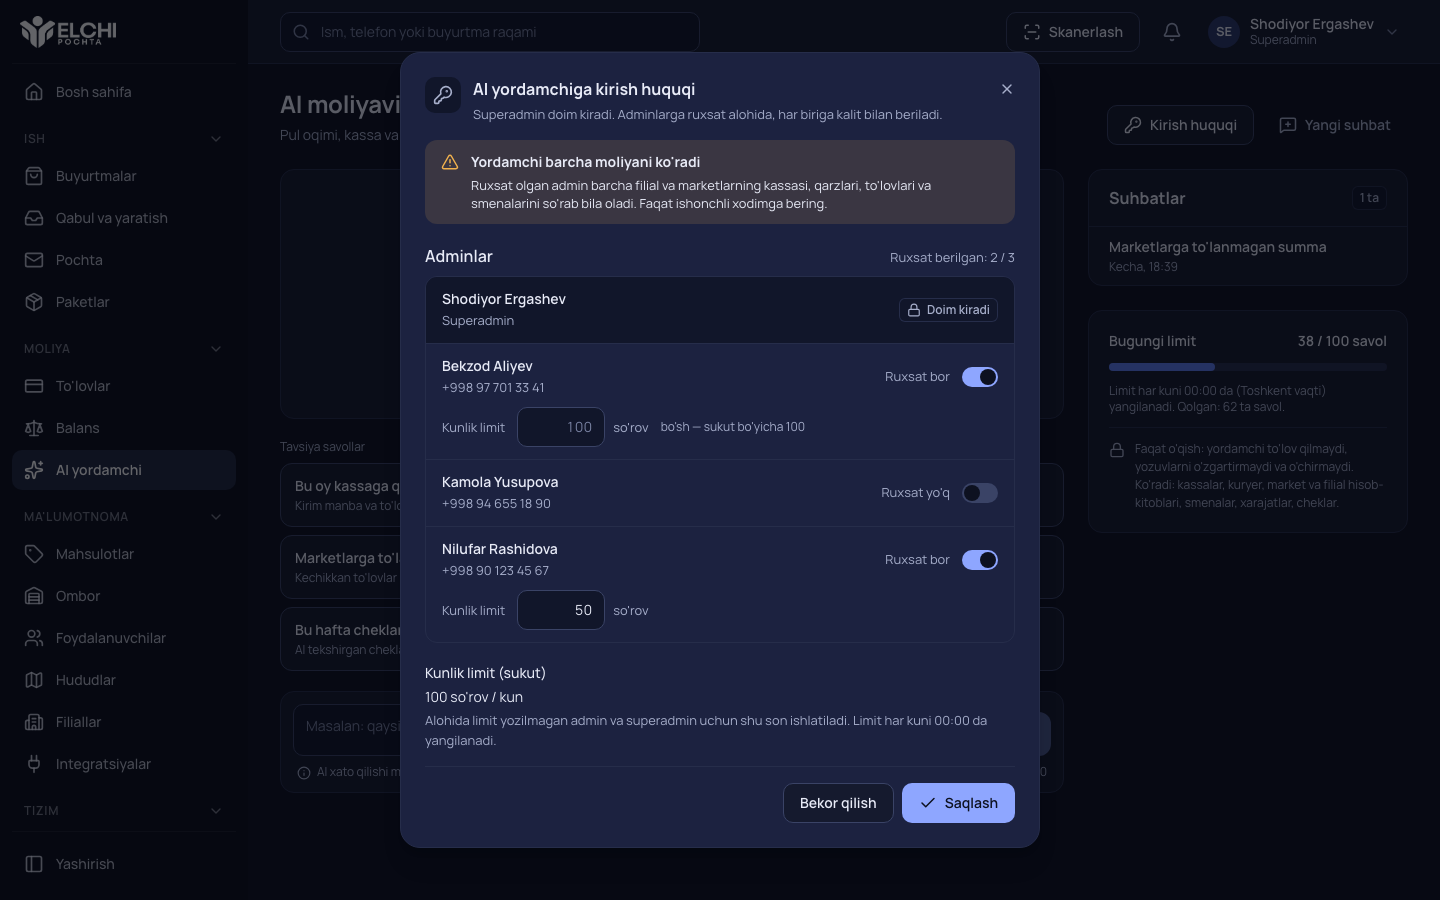 ELCHI
POCHTA
Ism, telefon yoki buyurtma raqami
Skanerlash
SE
Shodiyor Ergashev
Superadmin
Bosh sahifa
ISH
Buyurtmalar
Qabul va yaratish
Pochta
Paketlar
MOLIYA
To'lovlar
Balans
AI yordamchi
MA'LUMOTNOMA
Mahsulotlar
Ombor
Foydalanuvchilar
Hududlar
Filiallar
Integratsiyalar
TIZIM
Yashirish
AI moliyavi
Pul oqimi, kassa va
Kirish huquqi
Yangi suhbat
Tavsiya savollar
Bu oy kassaga q
Kirim manba va to'lo
Marketlarga to'l
Kechikkan to'lovlar
Bu hafta cheklar
AI tekshirgan chekla
Masalan: qaysi
AI xato qilishi m
0
AI yordamchiga kirish huquqi
Superadmin doim kiradi. Adminlarga ruxsat alohida, har biriga kalit bilan beriladi.
Yordamchi barcha moliyani ko'radi
Ruxsat olgan admin barcha filial va marketlarning kassasi, qarzlari, to'lovlari va
smenalarini so'rab bila oladi. Faqat ishonchli xodimga bering.
Adminlar
Ruxsat berilgan: 2 / 3
Shodiyor Ergashev
Superadmin
Doim kiradi
Bekzod Aliyev
+998 97 701 33 41
Ruxsat bor
Kunlik limit 100 so'rov bo'sh — sukut bo'yicha 100
Kamola Yusupova
+998 94 655 18 90
Ruxsat yo'q
Nilufar Rashidova
+998 90 123 45 67
Ruxsat bor
Kunlik limit 50 so'rov
Kunlik limit (sukut)
100 so'rov / kun
Alohida limit yozilmagan admin va superadmin uchun shu son ishlatiladi. Limit har kuni 00:00 da
yangilanadi.
Bekor qilish
Saqlash
Suhbatlar
1 ta
Marketlarga to'lanmagan summa
Kecha, 18:39
Bugungi limit
38 / 100 savol
Limit har kuni 00:00 da (Toshkent vaqti)
yangilanadi. Qolgan: 62 ta savol.
Faqat o'qish: yordamchi to'lov qilmaydi,
yozuvlarni o'zgartirmaydi va o'chirmaydi.
Ko'radi: kassalar, kuryer, market va filial hisob-
kitoblari, smenalar, xarajatlar, cheklar.